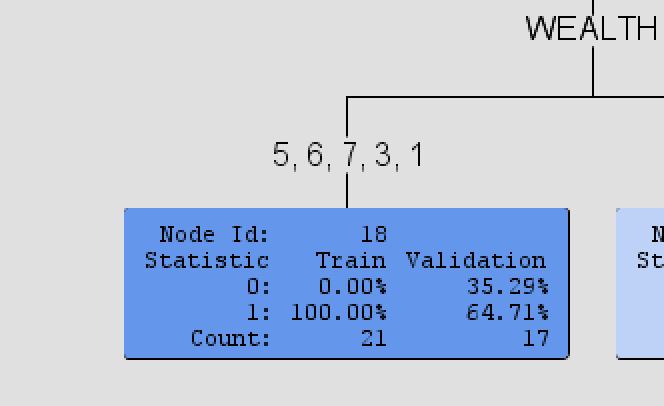 WEALTH
5, 6, 7, 3, 1
Node Id: 18
Statistic Train Validation
0: 0.00% 35.29%
1: 100.00% 64.71%
Count: 21 17
N
St